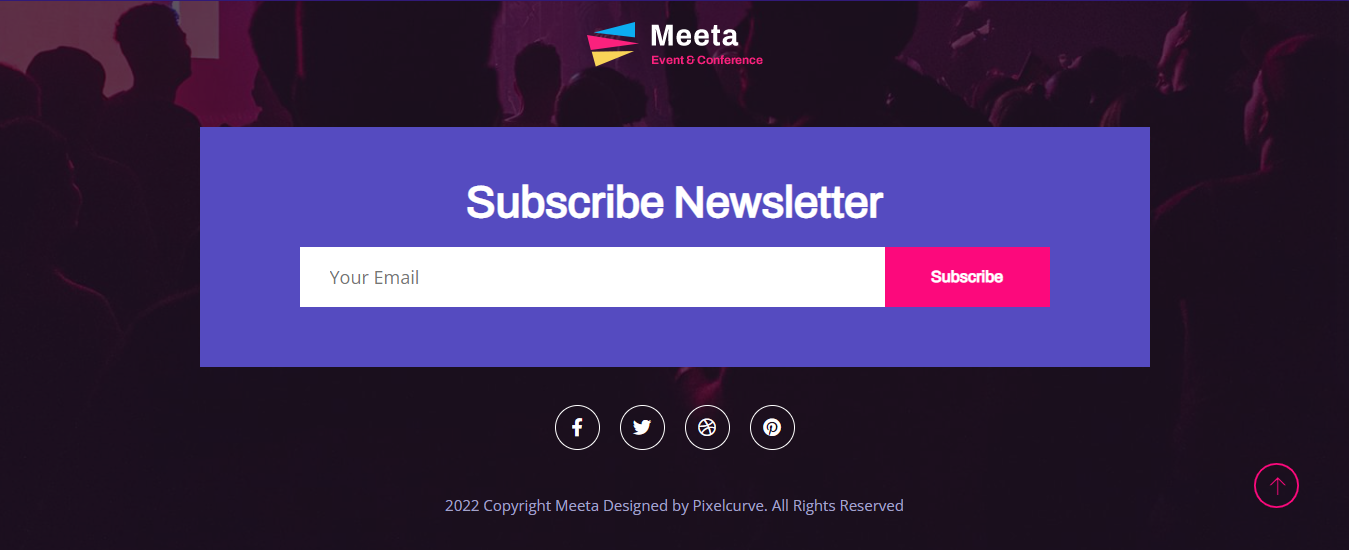 Meeta
Event & Conference
Subscribe Newsletter
Your Email
Subscribe
2022 Copyright Meeta Designed by Pixelcurve. All Rights Reserved